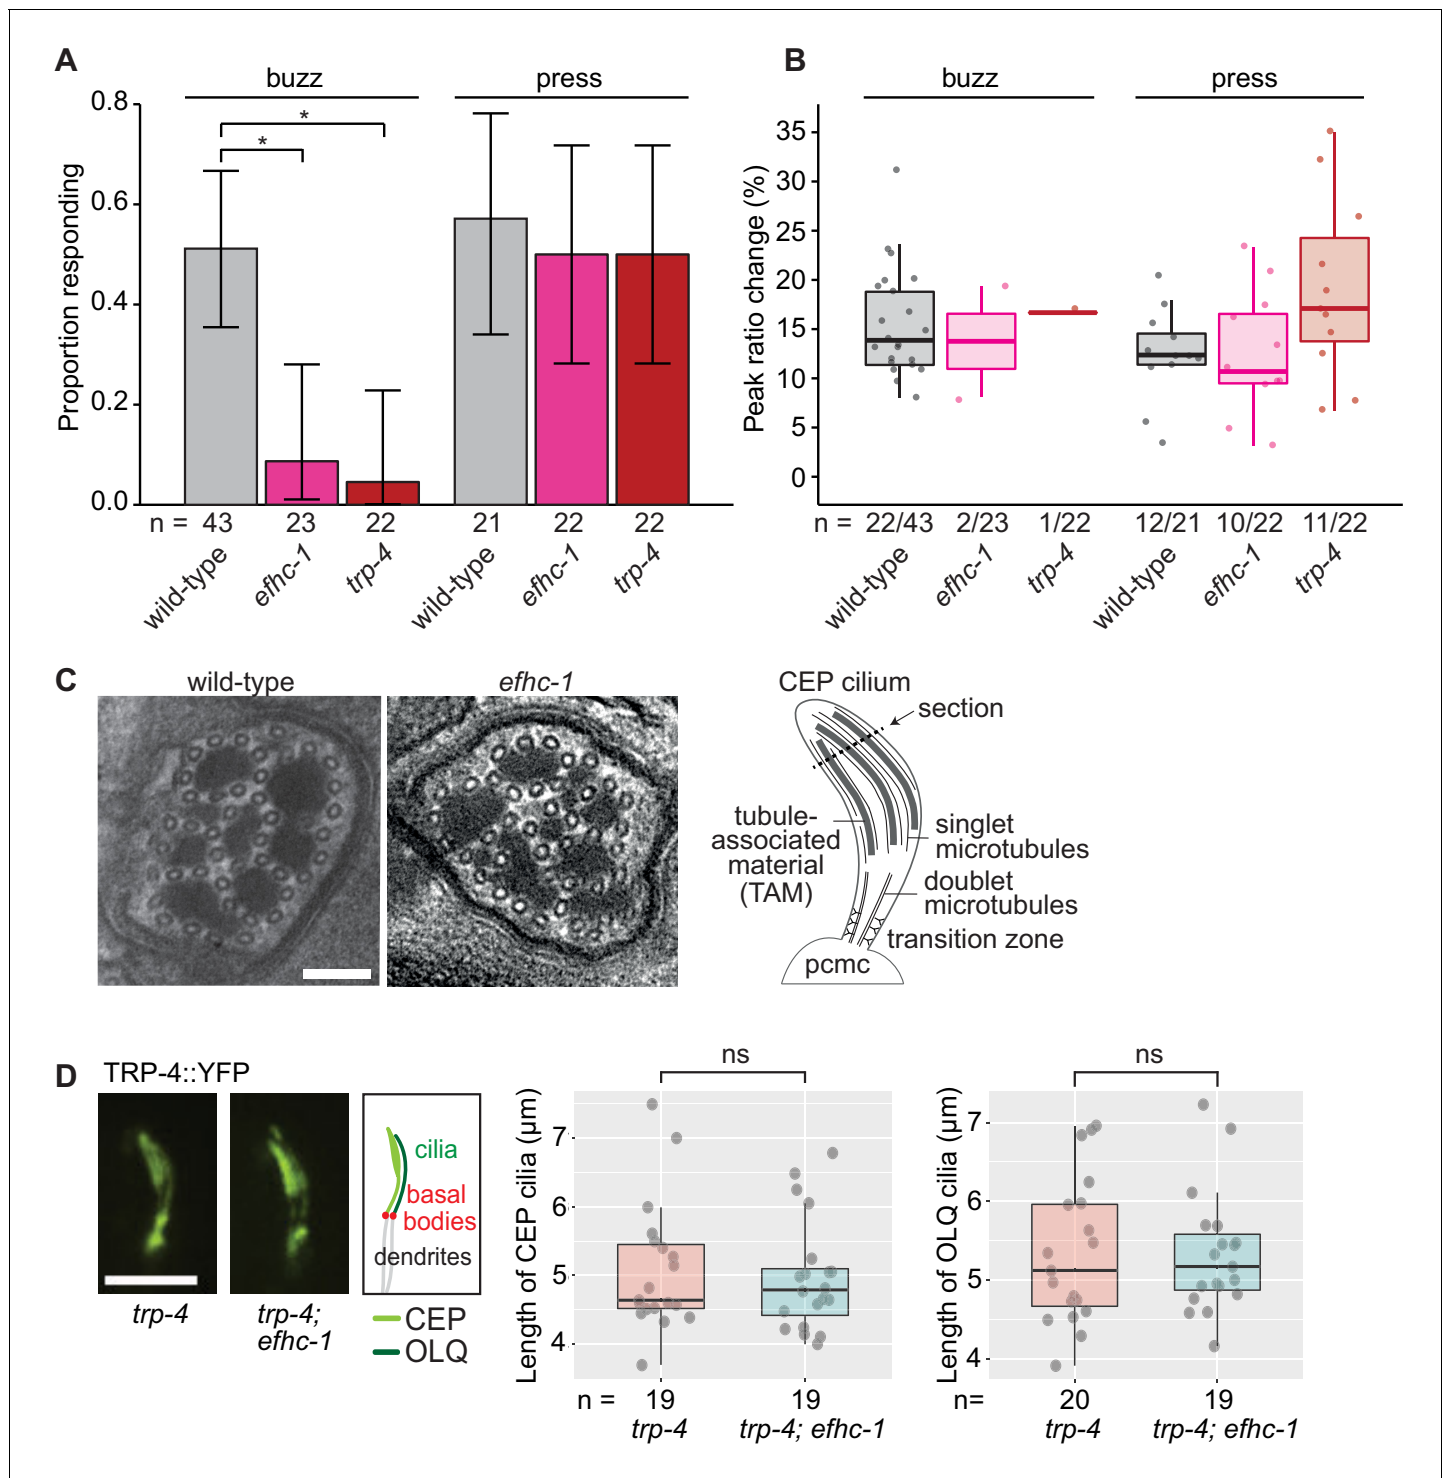 A
buzz
press
0.8
0.6
0.4
0.2
0.0
Proportion responding
*
*
n = 43 23 22 21 22 22
wild-type
efhc-1
trp-4
wild-type
efhc-1
trp-4
B
buzz
press
35
30
25
20
15
10
5
0
Peak ratio change (%)
n = 22/43 2/23 1/22 12/21 10/22 11/22
wild-type
efhc-1
trp-4
wild-type
efhc-1
trp-4
C
wild-type
efhc-1
CEP cilium
section
tubule-
associated
material
(TAM)
singlet
microtubules
doublet
microtubules
transition zone
pcmc
D
TRP-4::YFP
trp-4
trp-4;
efhc-1
cilia
basal
bodies
dendrites
CEP
OLQ
ns
Length of CEP cilia (μm)
7
6
5
4
n = 19 19
trp-4 trp-4; efhc-1
ns
Length of OLQ cilia (μm)
7
6
5
4
n= 20 19
trp-4 trp-4; efhc-1